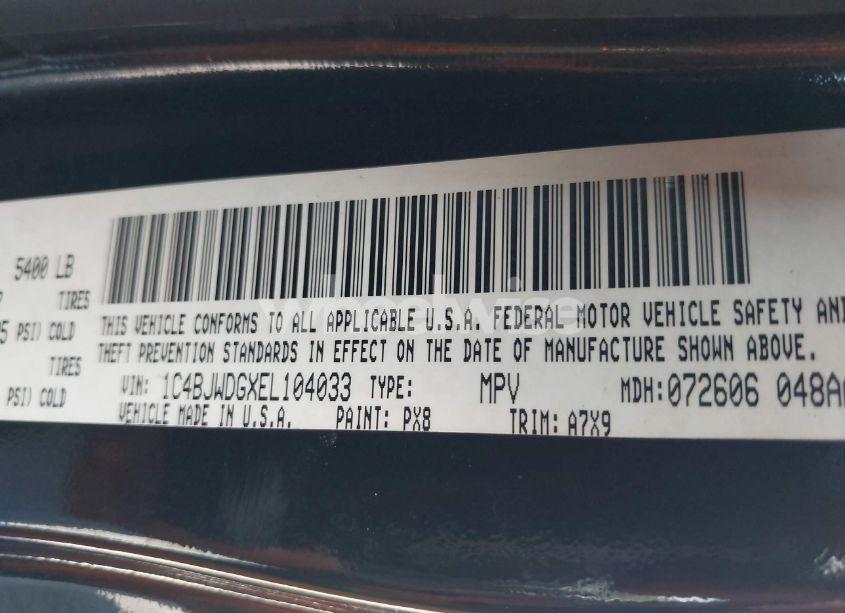 5400 LB
TIRES
5 PSI) COLD
TIRES
PSI) COLD
THIS VEHICLE CONFORMS TO ALL APPLICABLE U.S.A. FEDERAL MOTOR VEHICLE SAFETY AND
THEFT PREVENTION STANDARDS IN EFFECT ON THE DATE OF MANUFACTURE SHOWN ABOVE.
VIN: 1C4BJWDGXEL104033 TYPE: MPV MDH:072606 048A
VEHICLE MADE IN U.S.A. PAINT: PX8 TRIM: A7X9